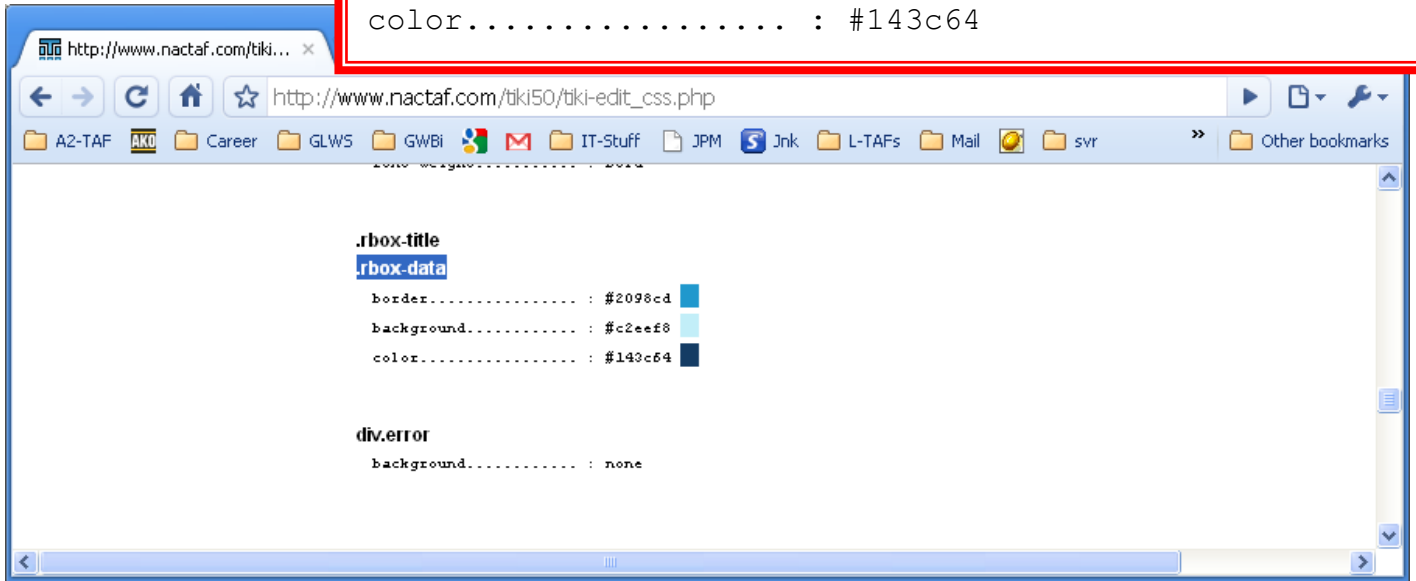 color................. : #143c64
http://www.nactaf.com/tiki...
http://www.nactaf.com/tiki50/tiki-edit_css.php
A2-TAF AKO Career GLWS GWBi IT-Stuff JPM Jnk L-TAFs Mail svr » Other bookmarks
.rbox-title
.rbox-data
border................ : #2098cd
background............ : #c2eef8
color................. : #143c64
div.error
background............ : none